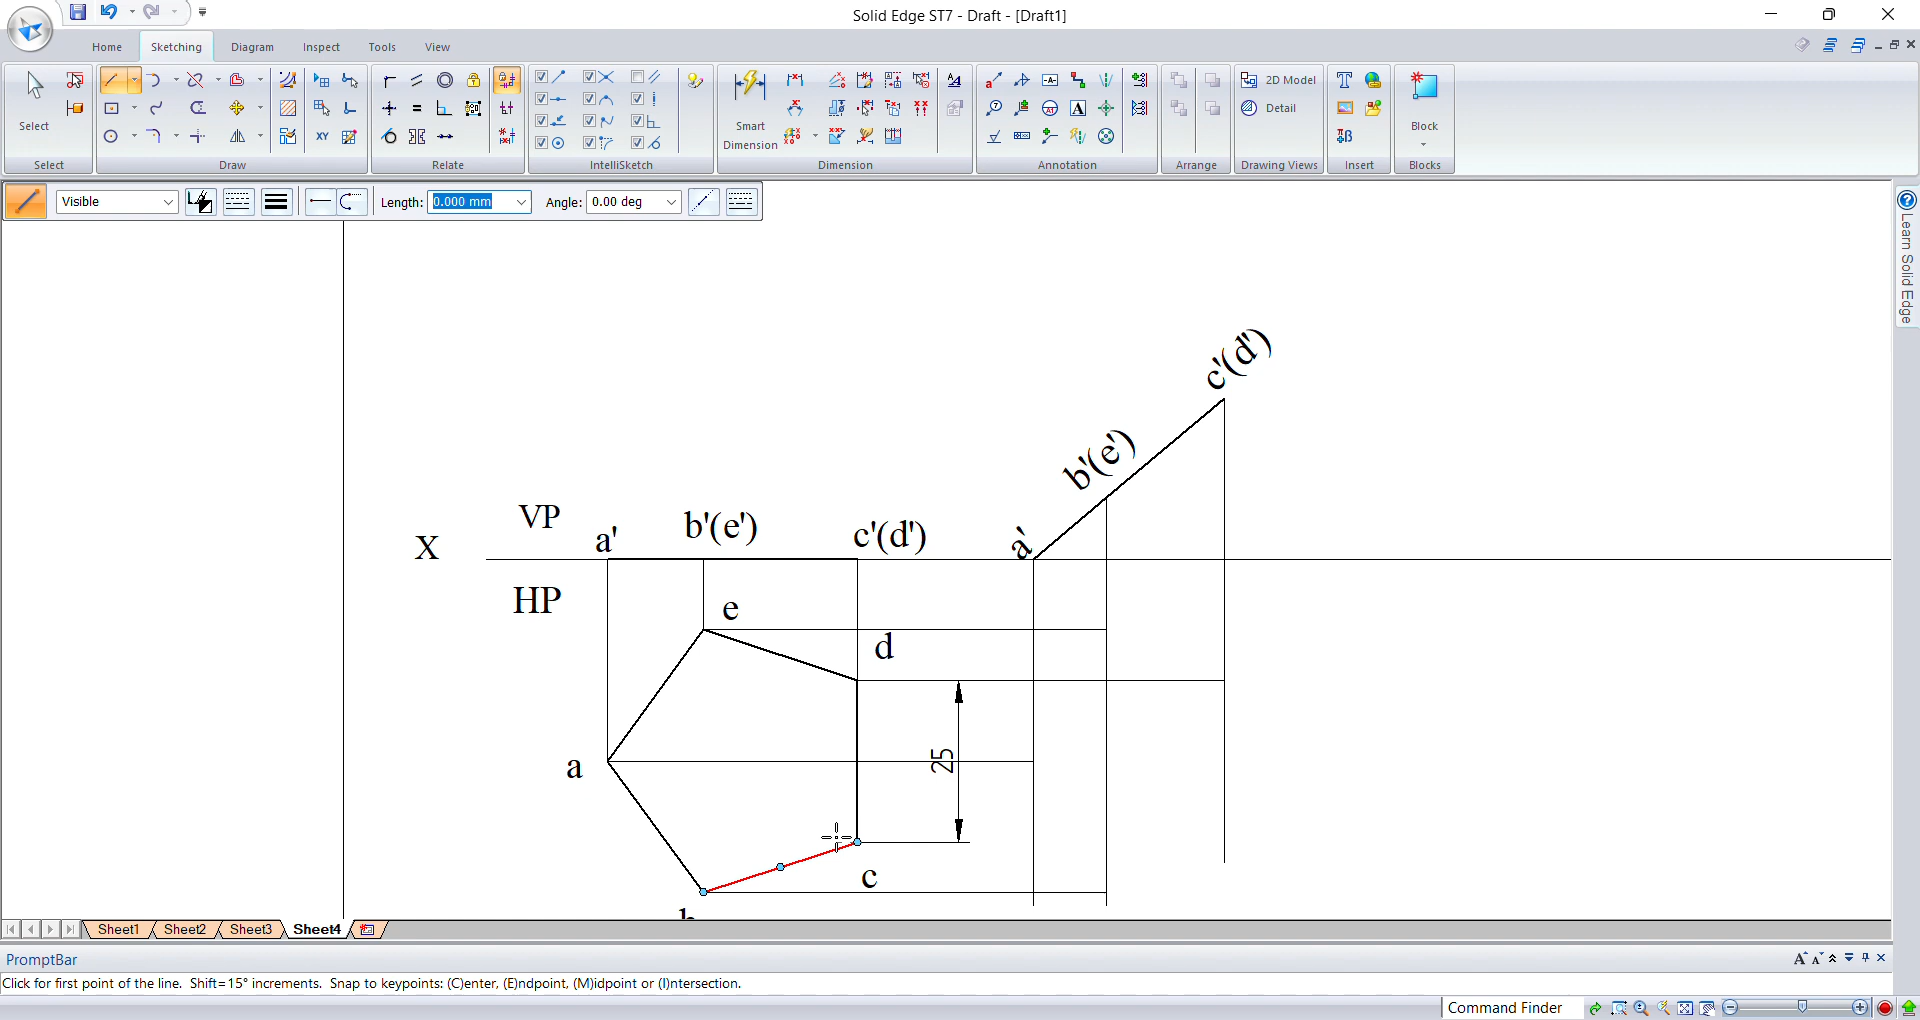 Solid Edge ST7 - Draft - [Draft1]
Home Sketching Diagram Inspect Tools View
Select
Smart
Dimension
2D Model
Detail
Block
Select Draw Relate IntelliSketch Dimension Annotation Arrange Drawing Views Insert Blocks
Visible Length: 0.000 mm Angle: 0.00 deg
Learn Solid Edge
c'(d')
b'(e')
a'
VP
X
a' b'(e') c'(d')
HP
e
d
25
a
c
b
Sheet1 Sheet2 Sheet3 Sheet4
PromptBar
Click for first point of the line. Shift=15° increments. Snap to keypoints: (C)enter, (E)ndpoint, (M)idpoint or (I)ntersection.
Command Finder